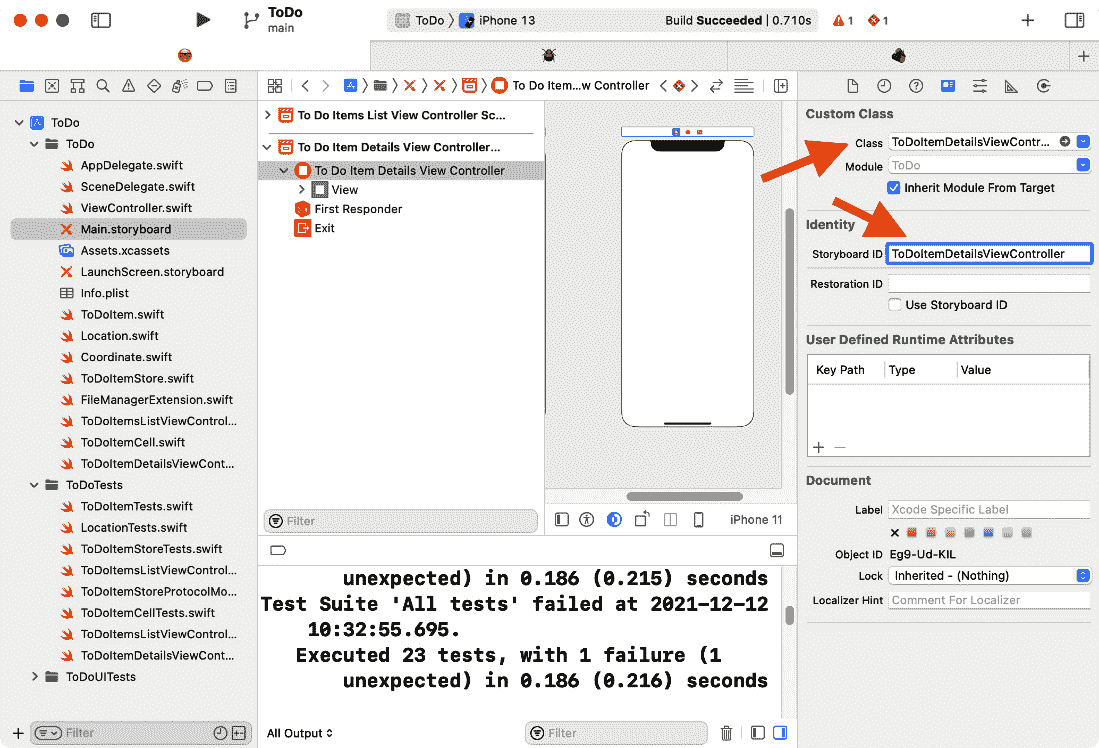 ToDo
main
ToDo
iPhone 13
Build Succeeded | 0.710s
1
1
To Do Item...w Controller
ToDo
ToDo
AppDelegate.swift
SceneDelegate.swift
ViewController.swift
Main.storyboard
Assets.xcassets
LaunchScreen.storyboard
Info.plist
ToDoItem.swift
Location.swift
Coordinate.swift
ToDoItemStore.swift
FileManagerExtension.swift
ToDoItemsListViewControl...
ToDoItemCell.swift
ToDoItemDetailsViewCont...
ToDoTests
ToDoItemTests.swift
LocationTests.swift
ToDoItemStoreTests.swift
ToDoItemsListViewControl...
ToDoItemStoreProtocolMo...
ToDoItemCellTests.swift
ToDoItemsListViewControl...
ToDoItemDetailsViewCont...
ToDoUITests
Filter
To Do Items List View Controller Sc...
To Do Item Details View Controller...
To Do Item Details View Controller
View
First Responder
Exit
Filter
iPhone 11
unexpected) in 0.186 (0.215) seconds
Test Suite 'All tests' failed at 2021-12-12
10:32:55.695.
Executed 23 tests, with 1 failure (1
unexpected) in 0.186 (0.216) seconds
All Output
Filter
Custom Class
Class ToDoItemDetailsViewContr...
Module ToDo
Inherit Module From Target
Identity
Storyboard ID ToDoItemDetailsViewController
Restoration ID
Use Storyboard ID
User Defined Runtime Attributes
Key Path Type Value
Document
Label Xcode Specific Label
Object ID Eg9-Ud-KIL
Lock Inherited - (Nothing)
Localizer Hint Comment For Localizer